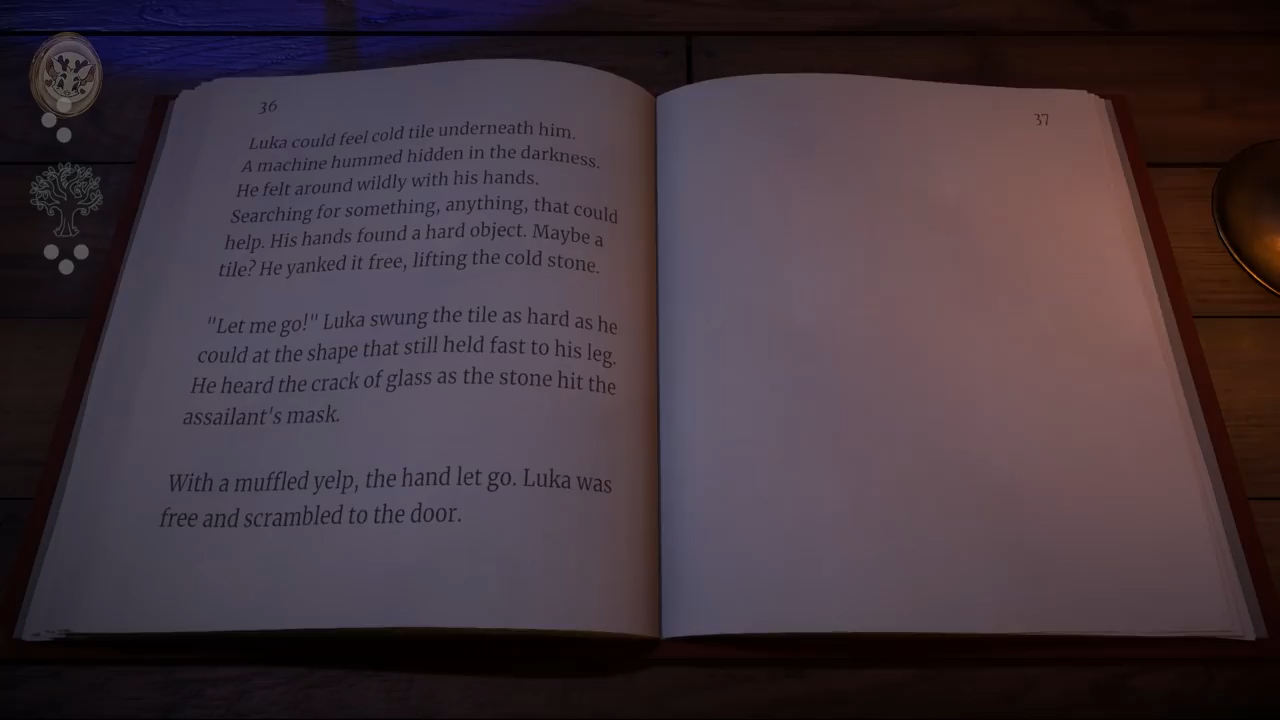 36
Luka could feel cold tile underneath him.
A machine hummed hidden in the darkness.
He felt around wildly with his hands.
Searching for something, anything, that could
help. His hands found a hard object. Maybe a
tile? He yanked it free, lifting the cold stone.
"Let me go!" Luka swung the tile as hard as he
could at the shape that still held fast to his leg.
He heard the crack of glass as the stone hit the
assailant's mask.
With a muffled yelp, the hand let go. Luka was
free and scrambled to the door.
37